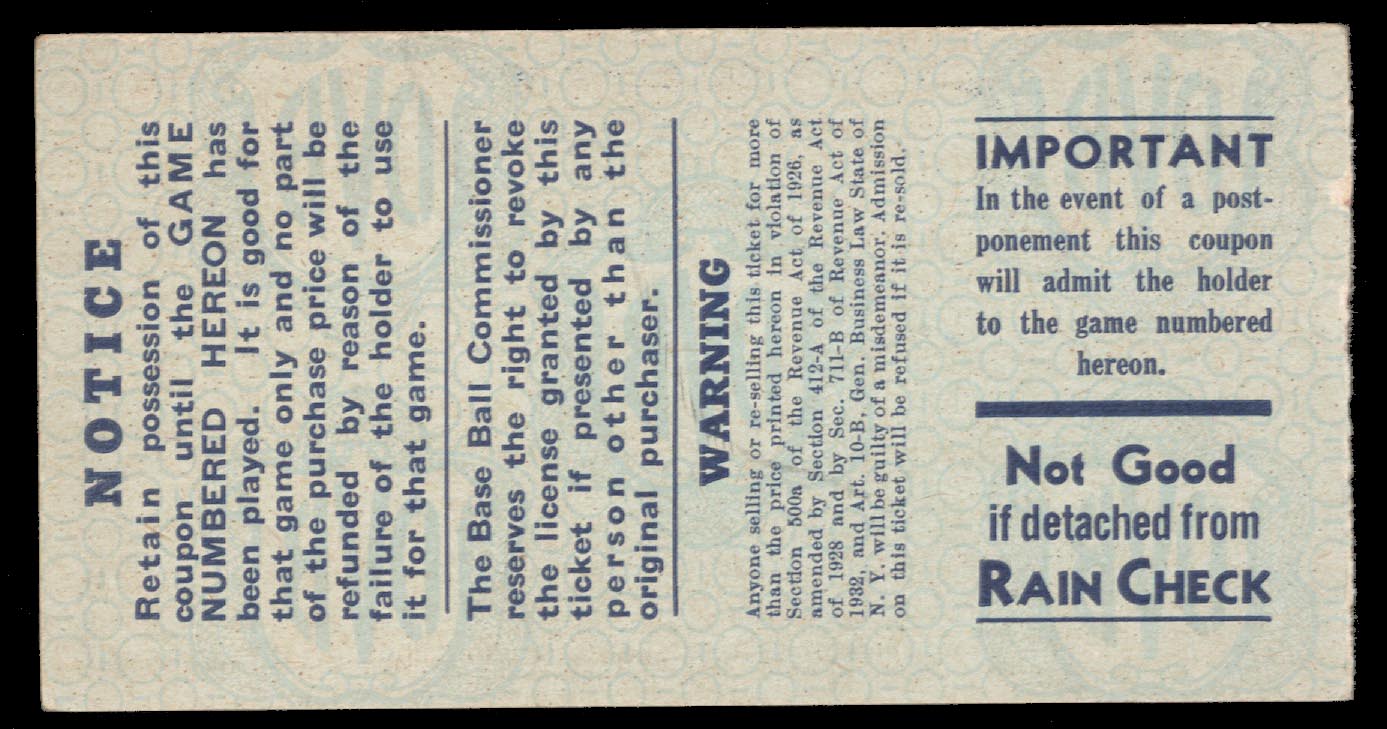 NOTICE
Retain possession of this
coupon until the GAME
NUMBERED HEREON has
been played. It is good for
that game only and no part
of the purchase price will be
refunded by reason of the
failure of the holder to use
it for that game.
The Base Ball Commissioner
reserves the right to revoke
the license granted by this
ticket if presented by any
person other than the
original purchaser.
WARNING
Anyone selling or re-selling this ticket for more
than the price printed hereon in violation of
Section 500a of the Revenue Act of 1926, as
amended by Section 412-A of the Revenue Act
of 1928 and by Sec. 711-B of Revenue Act of
1932, and Art. 10-B, Gen. Business Law State of
N. Y. will be guilty of a misdemeanor. Admission
on this ticket will be refused if it is re-sold.
IMPORTANT
In the event of a post-
ponement this coupon
will admit the holder
to the game numbered
hereon.
Not Good
if detached from
RAIN CHECK